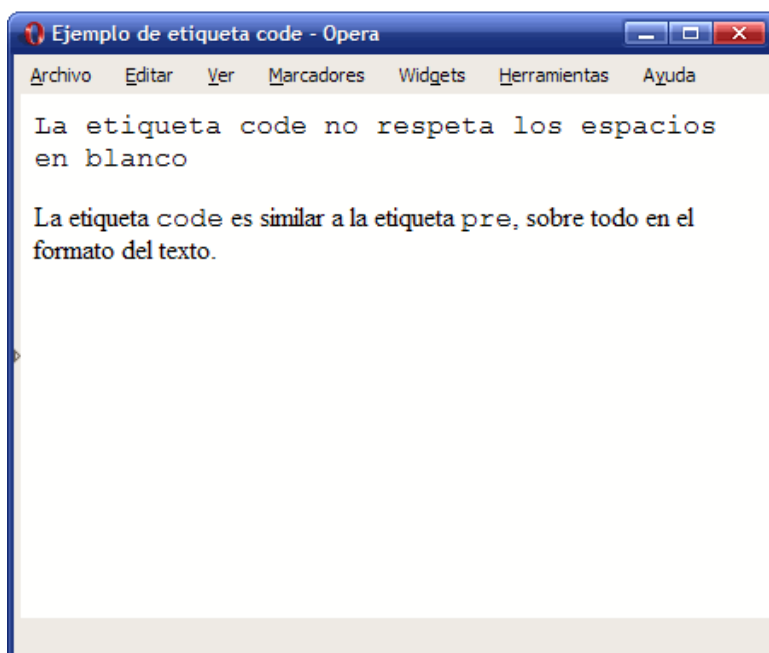 Ejemplo de etiqueta code - Opera
Archivo Editar Ver Marcadores Widgets Herramientas Ayuda
La etiqueta code no respeta los espacios
en blanco
La etiqueta code es similar a la etiqueta pre, sobre todo en el
formato del texto.